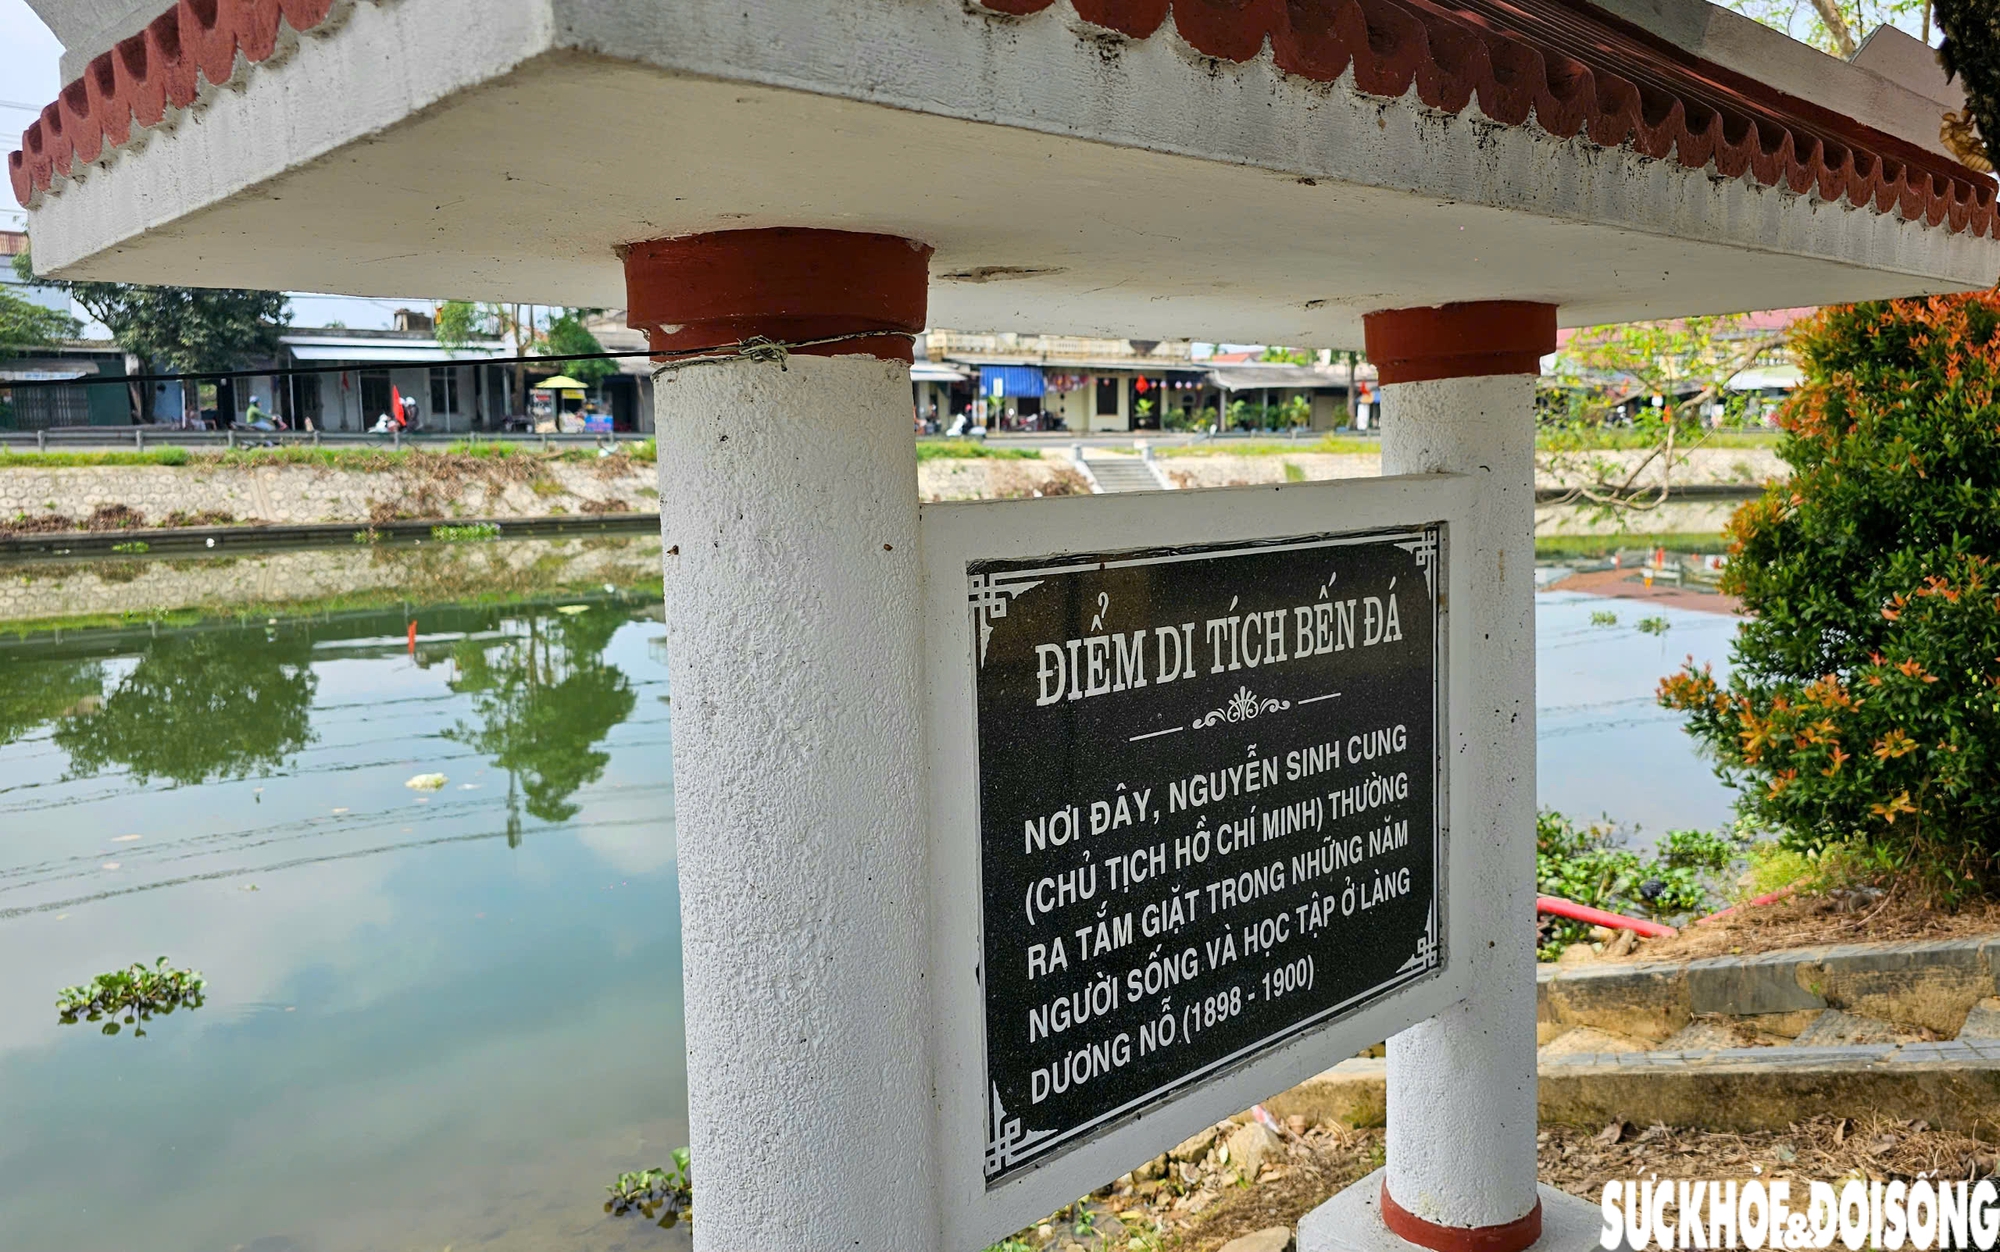 ĐIỂM DI TÍCH BẾN ĐÁ
NƠI ĐÂY, NGUYỄN SINH CUNG
(CHỦ TỊCH HỒ CHÍ MINH) THƯỜNG
RA TẮM GIẶT TRONG NHỮNG NĂM
NGƯỜI SỐNG VÀ HỌC TẬP Ở LÀNG
DƯƠNG NỖ (1898 - 1900)
SỨCKHỎE&ĐỜISỐNG